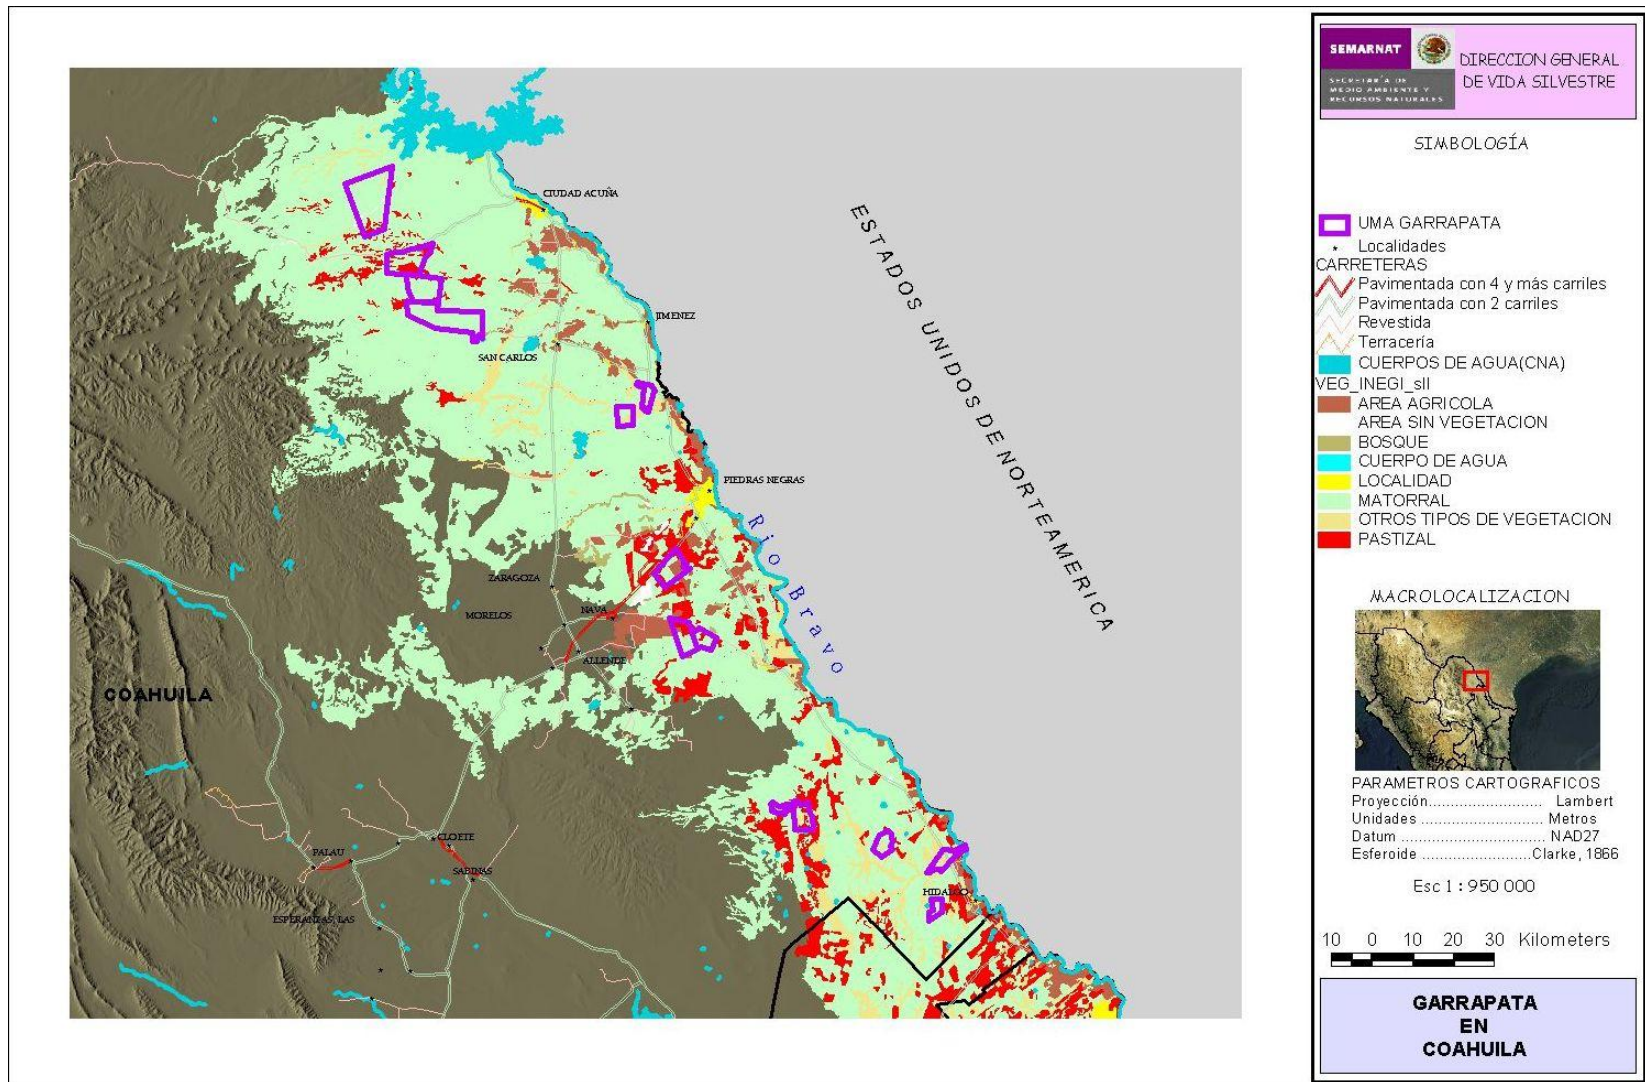 CIUDAD ACUÑA
JIMENEZ
SAN CARLOS
ESTADOS UNIDOS DE NORTEAMERICA
PIEDRAS NEGRAS
Rio Bravo
ZARAGOZA
MORELOS
NAVA
ALLENDE
COAHUILA
CLOETE
PALAU
SABINAS
HIDALGO
ESPERANZAS, LAS
SEMARNAT
SECRETARÍA DE
MEDIO AMBIENTE Y
RECURSOS NATURALES
DIRECCION GENERAL
DE VIDA SILVESTRE
SIMBOLOGÍA
UMA GARRAPATA
Localidades
CARRETERAS
Pavimentada con 4 y más carriles
Pavimentada con 2 carriles
Revestida
Terracería
CUERPOS DE AGUA(CNA)
VEG_INEGI_sII
AREA AGRICOLA
AREA SIN VEGETACION
BOSQUE
CUERPO DE AGUA
LOCALIDAD
MATORRAL
OTROS TIPOS DE VEGETACION
PASTIZAL
MACROLOCALIZACION
PARAMETROS CARTOGRAFICOS
Proyección.......................... Lambert
Unidades .......................... Metros
Datum .............................. NAD27
Esferoide ........................Clarke, 1866
Esc 1 : 950 000
10 0 10 20 30 Kilometers
GARRAPATA
EN
COAHUILA